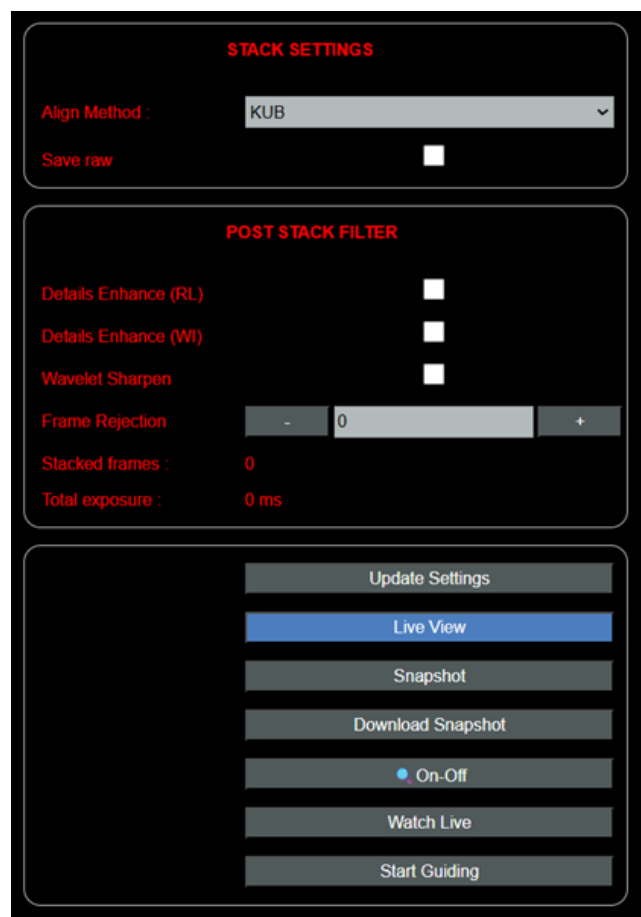 STACK SETTINGS
Align Method : KUB
Save raw
POST STACK FILTER
Details Enhance (RL)
Details Enhance (WI)
Wavelet Sharpen
Frame Rejection - 0 +
Stacked frames : 0
Total exposure : 0 ms
Update Settings
Live View
Snapshot
Download Snapshot
On-Off
Watch Live
Start Guiding